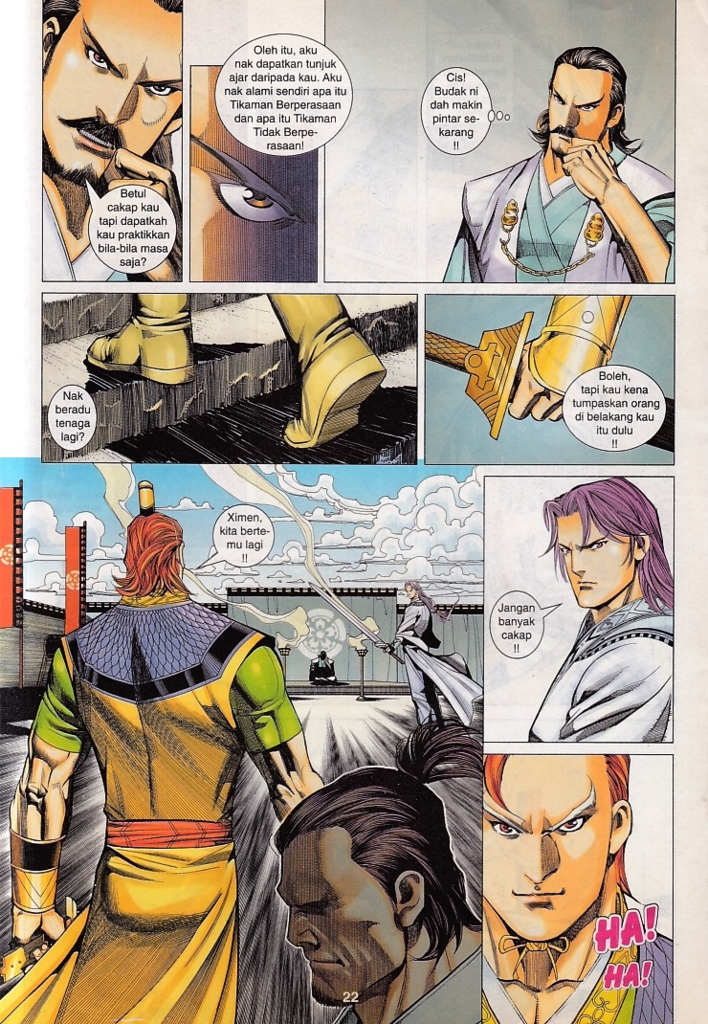 Betul
cakap kau
tapi dapatkah
kau praktikkan
bila-bila masa
saja?
Oleh itu, aku
nak dapatkan tunjuk
ajar daripada kau. Aku
nak alami sendiri apa itu
Tikaman Berperasaan
dan apa itu Tikaman
Tidak Berpe-
rasaan!
Cis!
Budak ni
dah makin
pintar se-
karang
!!
Nak
beradu
tenaga
lagi?
Boleh,
tapi kau kena
tumpaskan orang
di belakang kau
itu dulu
!!
Ximen,
kita berte-
mu lagi
!!
Jangan
banyak
cakap
!!
HA!
HA!
22